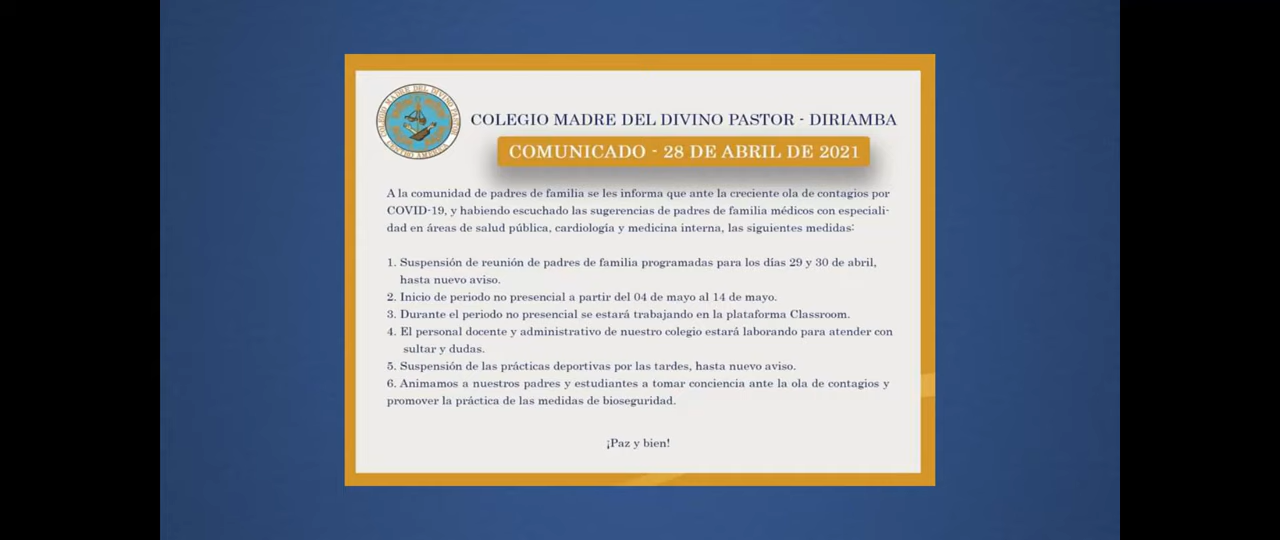 COLEGIO MADRE DEL DIVINO PASTOR
CENTRO AMÉRICA
COLEGIO MADRE DEL DIVINO PASTOR - DIRIAMBA
COMUNICADO - 28 DE ABRIL DE 2021
A la comunidad de padres de familia se les informa que ante la creciente ola de contagios por
COVID-19, y habiendo escuchado las sugerencias de padres de familia médicos con especiali-
dad en áreas de salud pública, cardiología y medicina interna, las siguientes medidas:
1. Suspensión de reunión de padres de familia programadas para los días 29 y 30 de abril,
hasta nuevo aviso.
2. Inicio de periodo no presencial a partir del 04 de mayo al 14 de mayo.
3. Durante el periodo no presencial se estará trabajando en la plataforma Classroom.
4. El personal docente y administrativo de nuestro colegio estará laborando para atender con
sultar y dudas.
5. Suspensión de las prácticas deportivas por las tardes, hasta nuevo aviso.
6. Animamos a nuestros padres y estudiantes a tomar conciencia ante la ola de contagios y
promover la práctica de las medidas de bioseguridad.
¡Paz y bien!